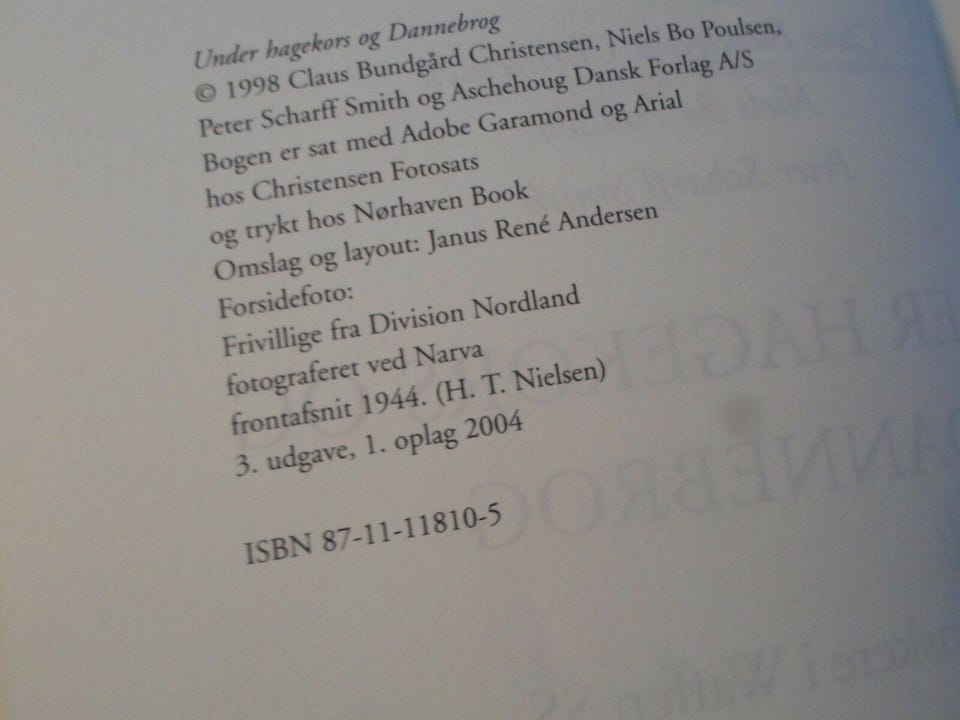 Under hagekors og Dannebrog
© 1998 Claus Bundgård Christensen, Niels Bo Poulsen,
Peter Scharff Smith og Aschehoug Dansk Forlag A/S
Bogen er sat med Adobe Garamond og Arial
hos Christensen Fotosats
og trykt hos Nørhaven Book
Omslag og layout: Janus René Andersen
Forsidefoto:
Frivillige fra Division Nordland
fotograferet ved Narva
frontafsnit 1944. (H. T. Nielsen)
3. udgave, 1. oplag 2004
ISBN 87-11-11810-5